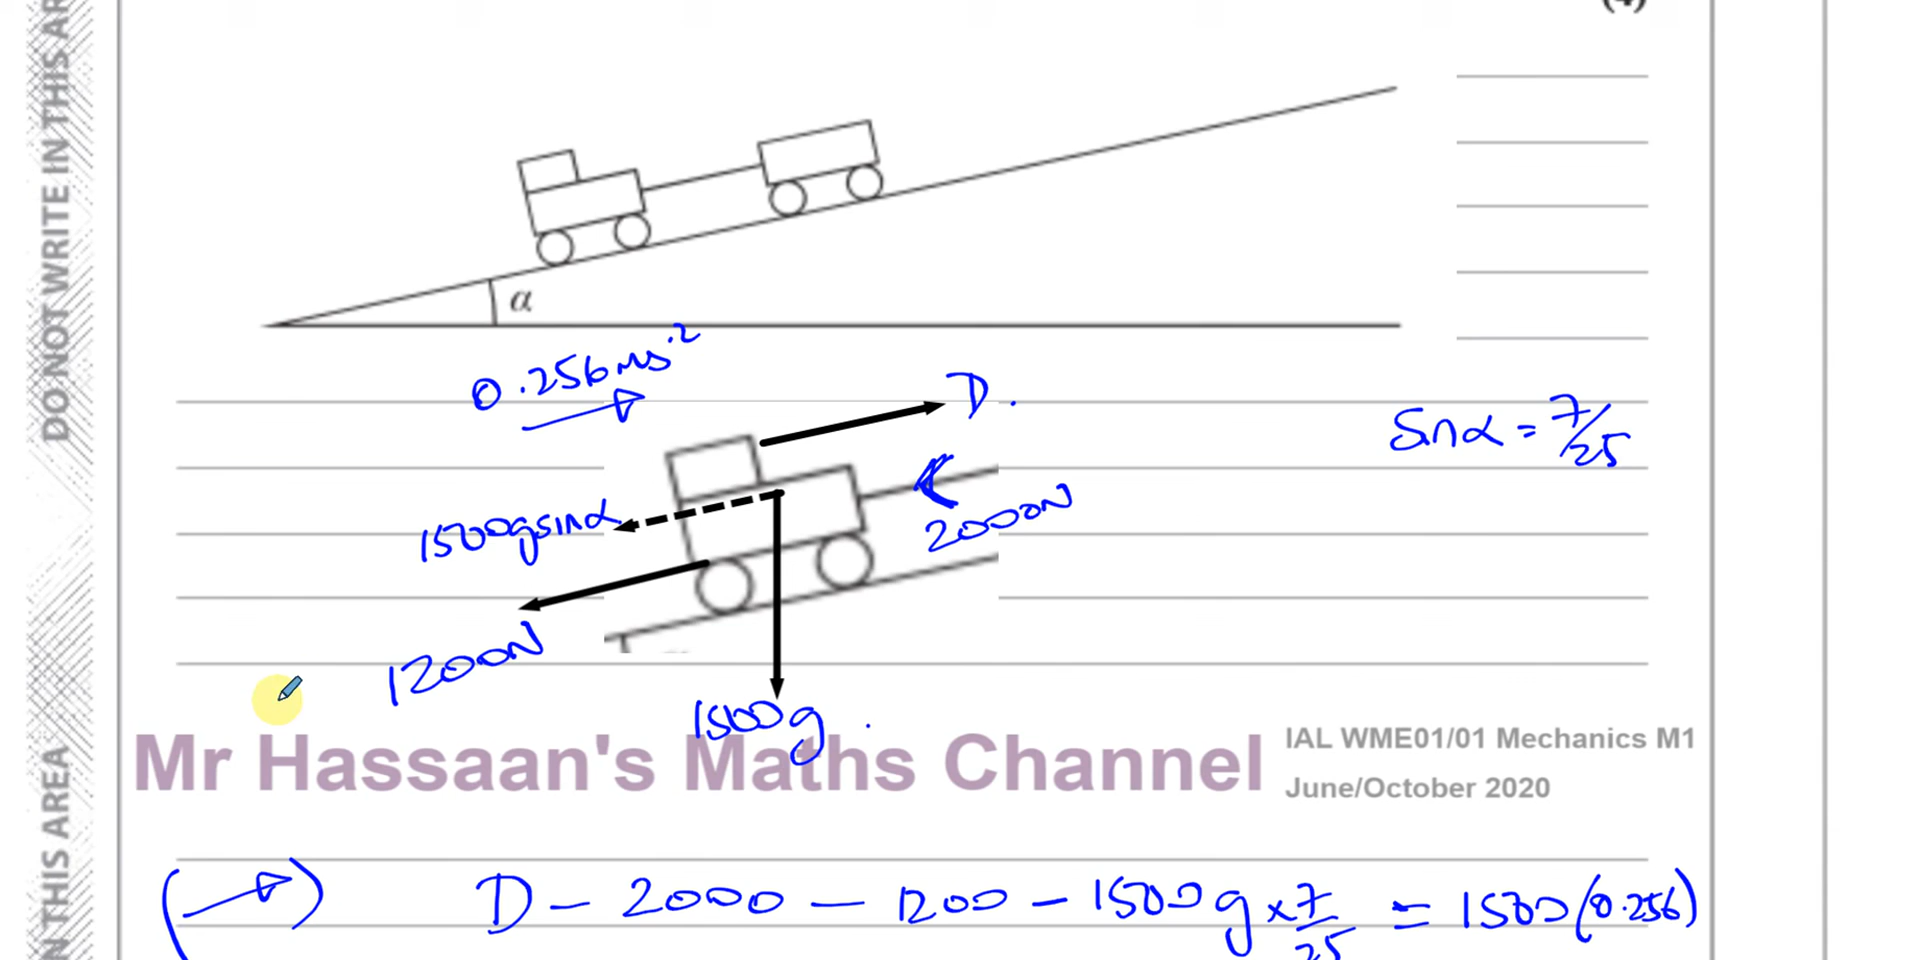 (4)
DO NOT WRITE IN THIS AR
α
0.256ms⁻²
D.
sinα = 7/25
1500gsinα
2000N
1200N
1500g.
Mr Hassaan's Maths Channel
IAL WME01/01 Mechanics M1
June/October 2020
N THIS AREA
(→) D - 2000 - 1200 - 1500g × 7/25 = 1500(0.256)